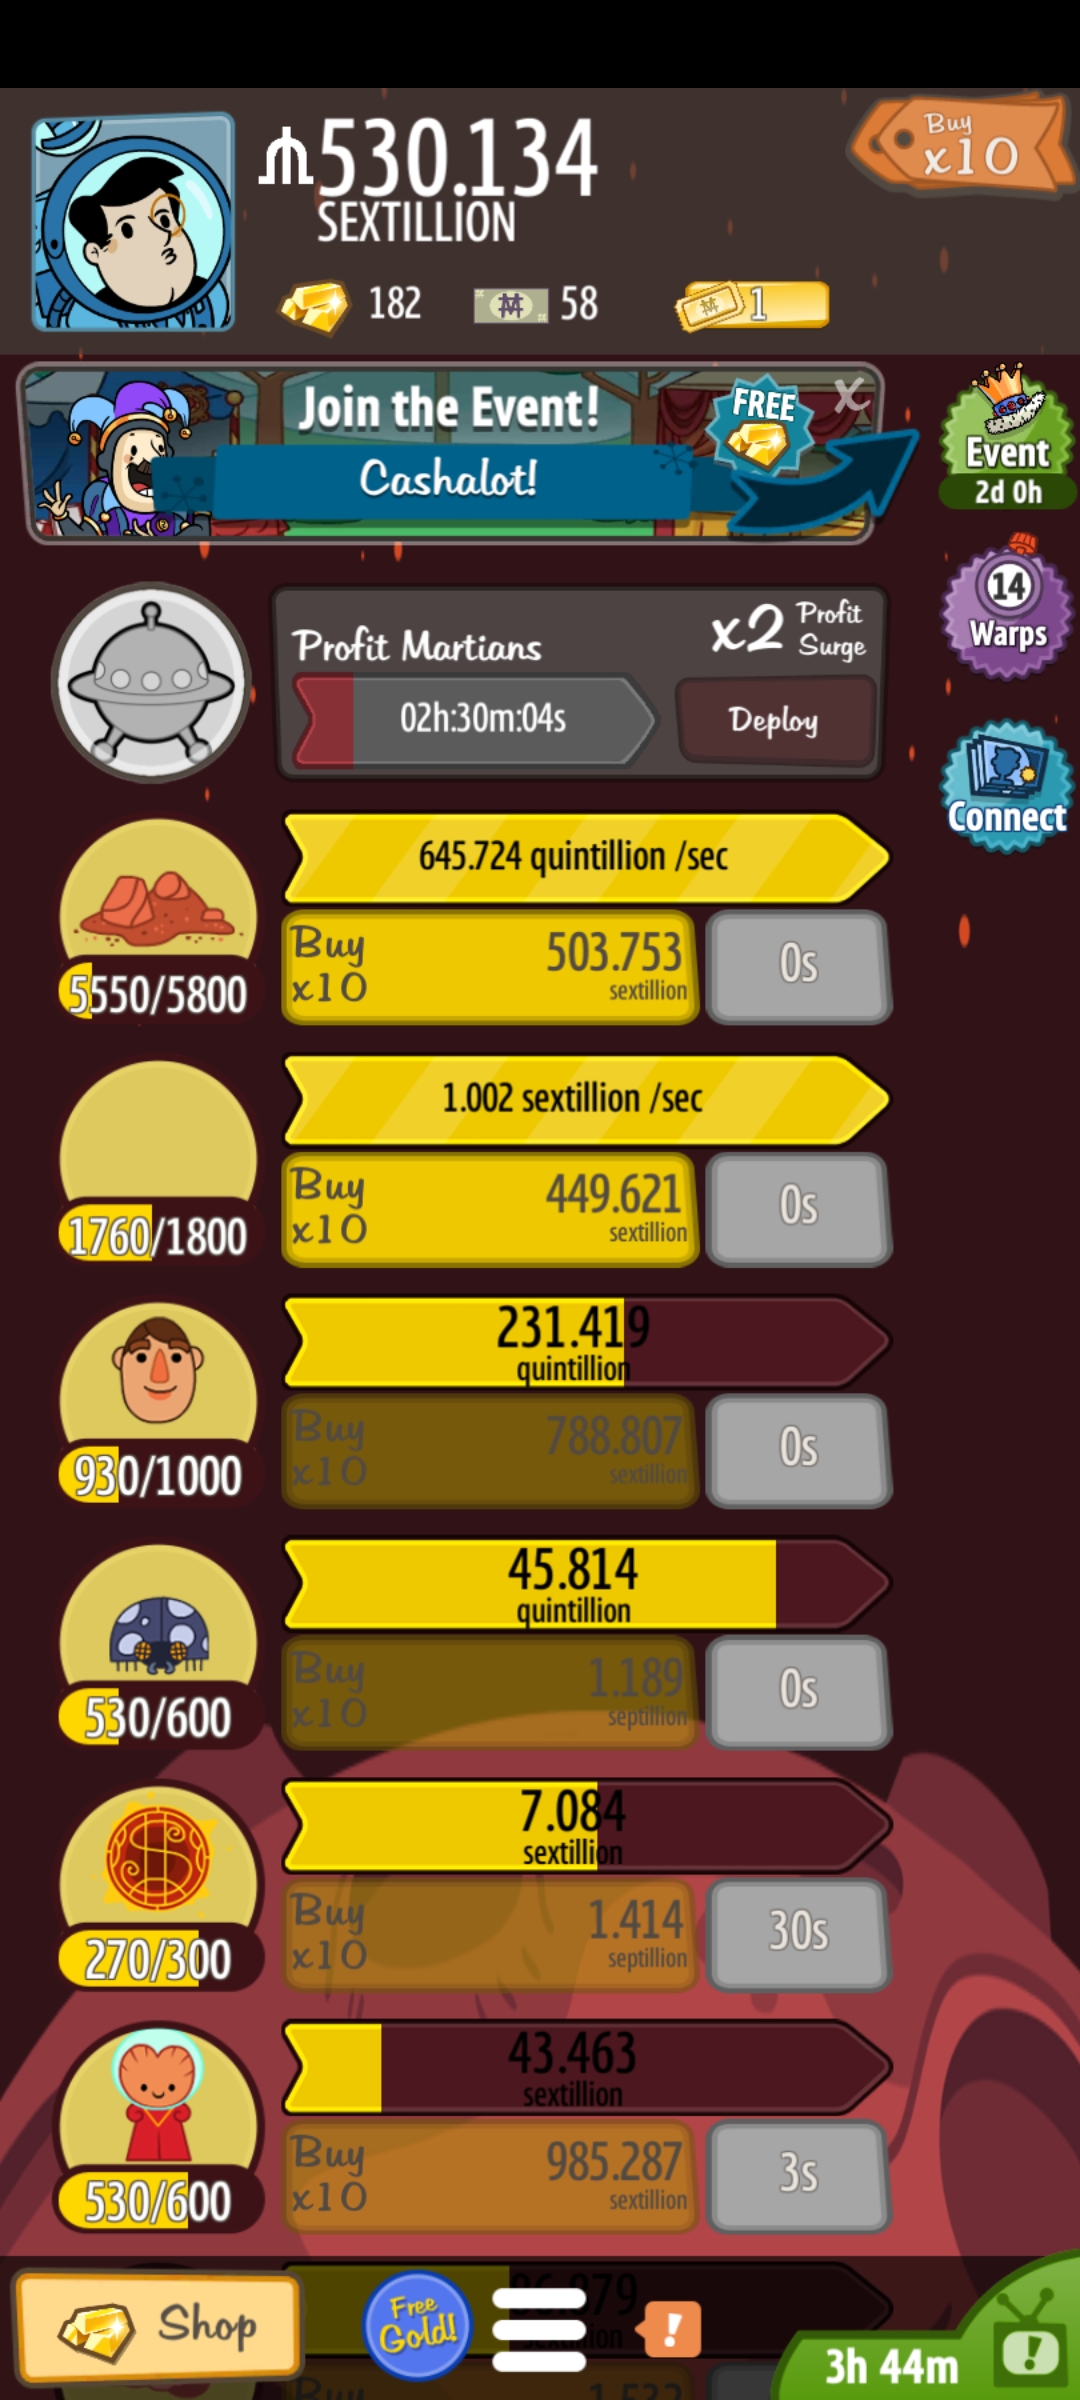 530.134
SEXTILLION
Buy
x10
182
58
1
Join the Event!
FREE
X
Cashalot!
Event
2d 0h
14
Warps
Connect
Profit Martians
x2 Profit
Surge
02h:30m:04s
Deploy
645.724 quintillion /sec
5550/5800
Buy
x10
503.753
sextillion
0s
1.002 sextillion /sec
1760/1800
Buy
x10
449.621
sextillion
0s
231.419
quintillion
930/1000
Buy
x10
788.807
sextillion
0s
45.814
quintillion
530/600
Buy
x10
1.189
septillion
0s
7.084
sextillion
270/300
Buy
x10
1.414
septillion
30s
43.463
sextillion
530/600
Buy
x10
985.287
sextillion
3s
Shop
Free
Gold!
!
3h 44m
!